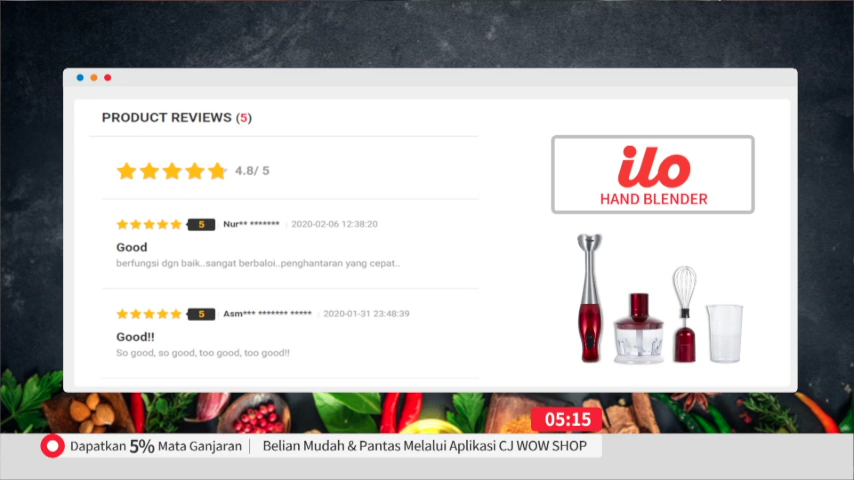 PRODUCT REVIEWS (5)
4.8/ 5
5 Nur** ******* 2020-02-06 12:38:20
Good
berfungsi dgn baik..sangat berbaloi..penghantaran yang cepat..
5 Asm*** ******* ***** 2020-01-31 23:48:39
Good!!
So good, so good, too good, too good!!
ilo
HAND BLENDER
05:15
Dapatkan 5% Mata Ganjaran | Belian Mudah & Pantas Melalui Aplikasi CJ WOW SHOP